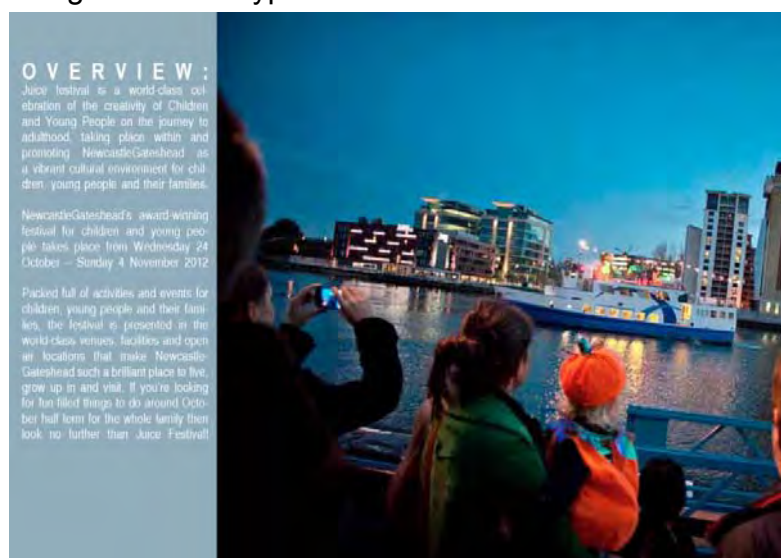 OVERVIEW:
Juice festival is a world-class cel-
ebration of the creativity of Children
and Young People on the journey to
adulthood, taking place within and
promoting NewcastleGateshead as
a vibrant cultural environment for chil-
dren, young people and their families.
NewcastleGateshead's award-winning
festival for children and young peo-
ple takes place from Wednesday 24
October – Sunday 4 November 2012
Packed full of activities and events for
children, young people and their fami-
lies, the festival is presented in the
world-class venues, facilities and open
air locations that make Newcastle-
Gateshead such a brilliant place to live,
grow up in and visit. If you're looking
for fun filled things to do around Octo-
ber half term for the whole family then
look no further than Juice Festival!